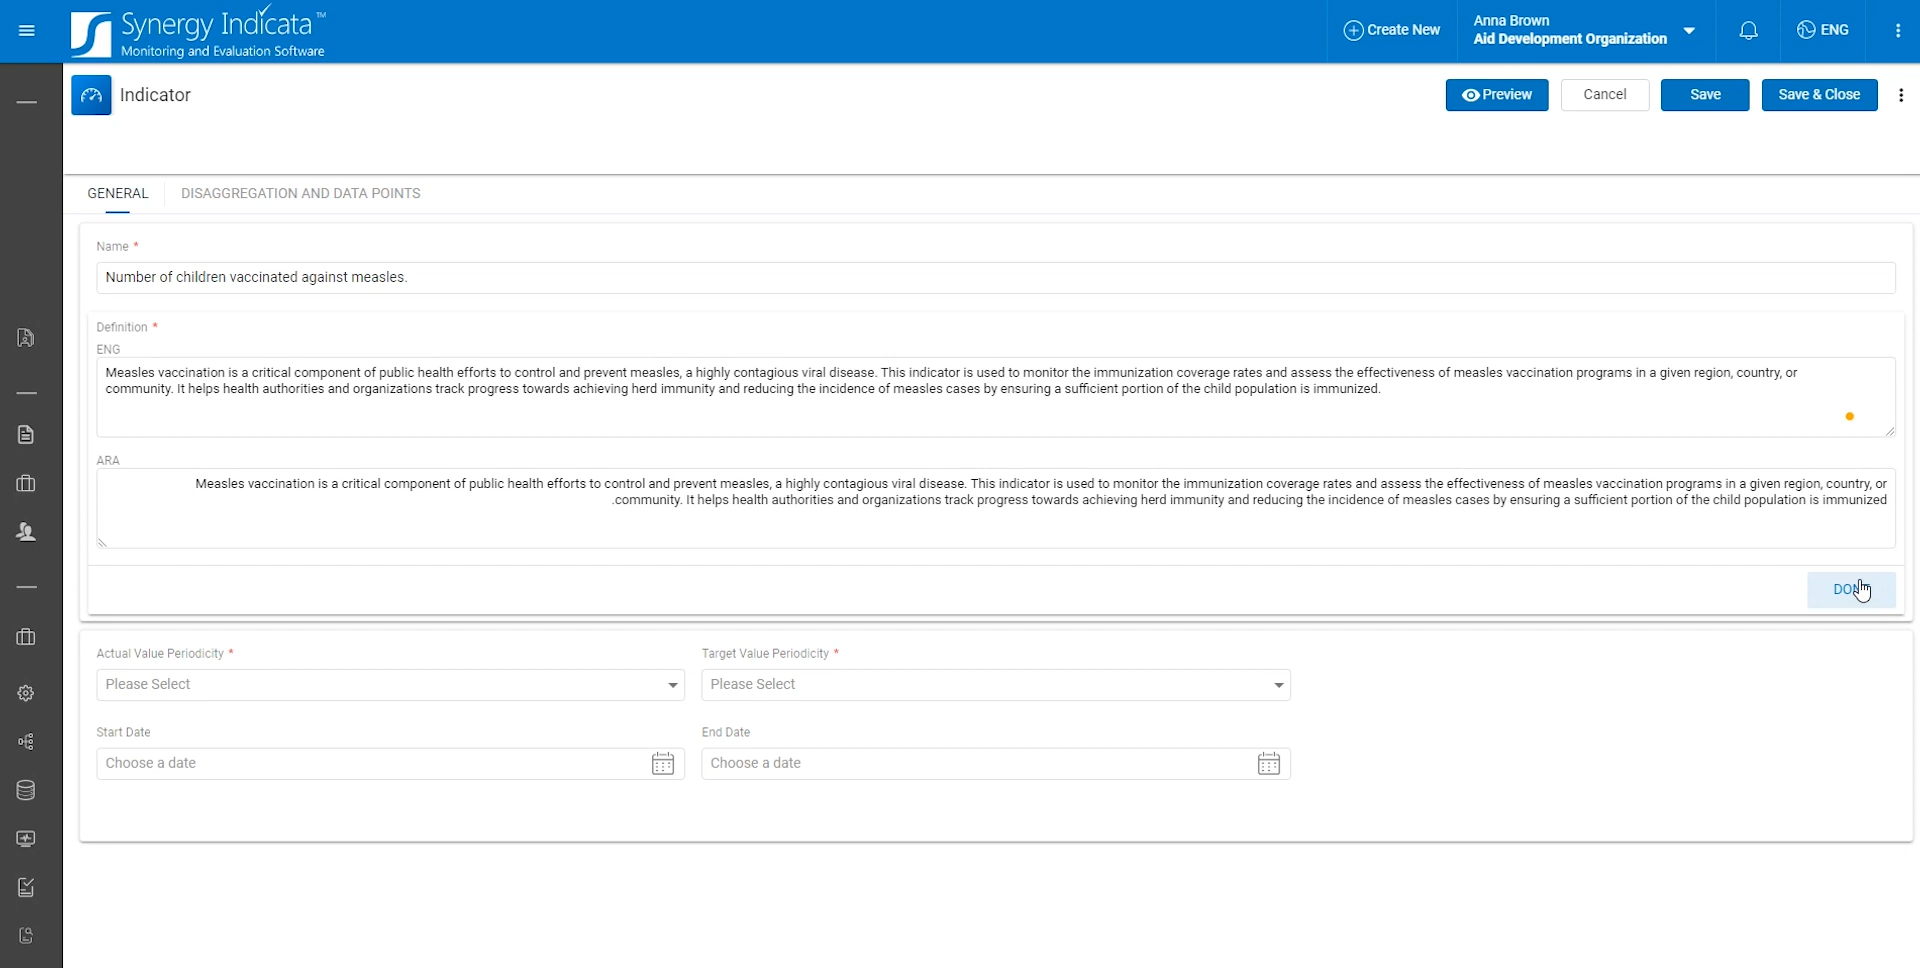 Synergy Indicata™
Monitoring and Evaluation Software
Create New
Anna Brown
Aid Development Organization
ENG
Indicator
Preview
Cancel
Save
Save & Close
GENERAL
DISAGGREGATION AND DATA POINTS
Name *
Number of children vaccinated against measles.
Definition *
ENG
Measles vaccination is a critical component of public health efforts to control and prevent measles, a highly contagious viral disease. This indicator is used to monitor the immunization coverage rates and assess the effectiveness of measles vaccination programs in a given region, country, or
community. It helps health authorities and organizations track progress towards achieving herd immunity and reducing the incidence of measles cases by ensuring a sufficient portion of the child population is immunized.
ARA
Measles vaccination is a critical component of public health efforts to control and prevent measles, a highly contagious viral disease. This indicator is used to monitor the immunization coverage rates and assess the effectiveness of measles vaccination programs in a given region, country, or
.community. It helps health authorities and organizations track progress towards achieving herd immunity and reducing the incidence of measles cases by ensuring a sufficient portion of the child population is immunized
Actual Value Periodicity *
Target Value Periodicity *
Please Select
Please Select
Start Date
End Date
Choose a date
Choose a date